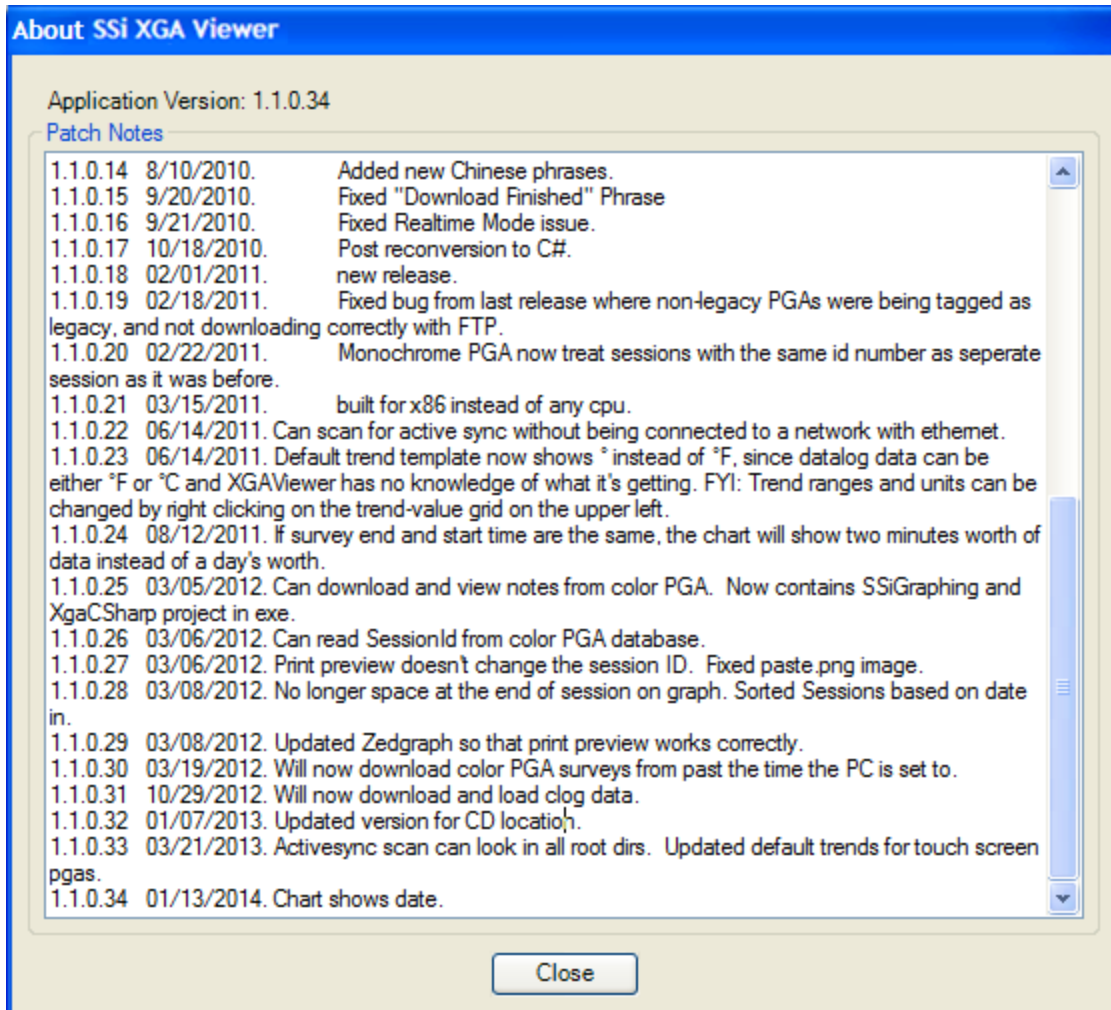 About SSi XGA Viewer
Application Version: 1.1.0.34
Patch Notes
1.1.0.14 8/10/2010. Added new Chinese phrases.
1.1.0.15 9/20/2010. Fixed "Download Finished" Phrase
1.1.0.16 9/21/2010. Fixed Realtime Mode issue.
1.1.0.17 10/18/2010. Post reconversion to C#.
1.1.0.18 02/01/2011. new release.
1.1.0.19 02/18/2011. Fixed bug from last release where non-legacy PGAs were being tagged as
legacy, and not downloading correctly with FTP.
1.1.0.20 02/22/2011. Monochrome PGA now treat sessions with the same id number as seperate
session as it was before.
1.1.0.21 03/15/2011. built for x86 instead of any cpu.
1.1.0.22 06/14/2011. Can scan for active sync without being connected to a network with ethernet.
1.1.0.23 06/14/2011. Default trend template now shows ° instead of °F, since datalog data can be
either °F or °C and XGAViewer has no knowledge of what it's getting. FYI: Trend ranges and units can be
changed by right clicking on the trend-value grid on the upper left.
1.1.0.24 08/12/2011. If survey end and start time are the same, the chart will show two minutes worth of
data instead of a day's worth.
1.1.0.25 03/05/2012. Can download and view notes from color PGA. Now contains SSiGraphing and
XgaCSharp project in exe.
1.1.0.26 03/06/2012. Can read SessionId from color PGA database.
1.1.0.27 03/06/2012. Print preview doesn't change the session ID. Fixed paste.png image.
1.1.0.28 03/08/2012. No longer space at the end of session on graph. Sorted Sessions based on date
in.
1.1.0.29 03/08/2012. Updated Zedgraph so that print preview works correctly.
1.1.0.30 03/19/2012. Will now download color PGA surveys from past the time the PC is set to.
1.1.0.31 10/29/2012. Will now download and load clog data.
1.1.0.32 01/07/2013. Updated version for CD location.
1.1.0.33 03/21/2013. Activesync scan can look in all root dirs. Updated default trends for touch screen
pgas.
1.1.0.34 01/13/2014. Chart shows date.
Close